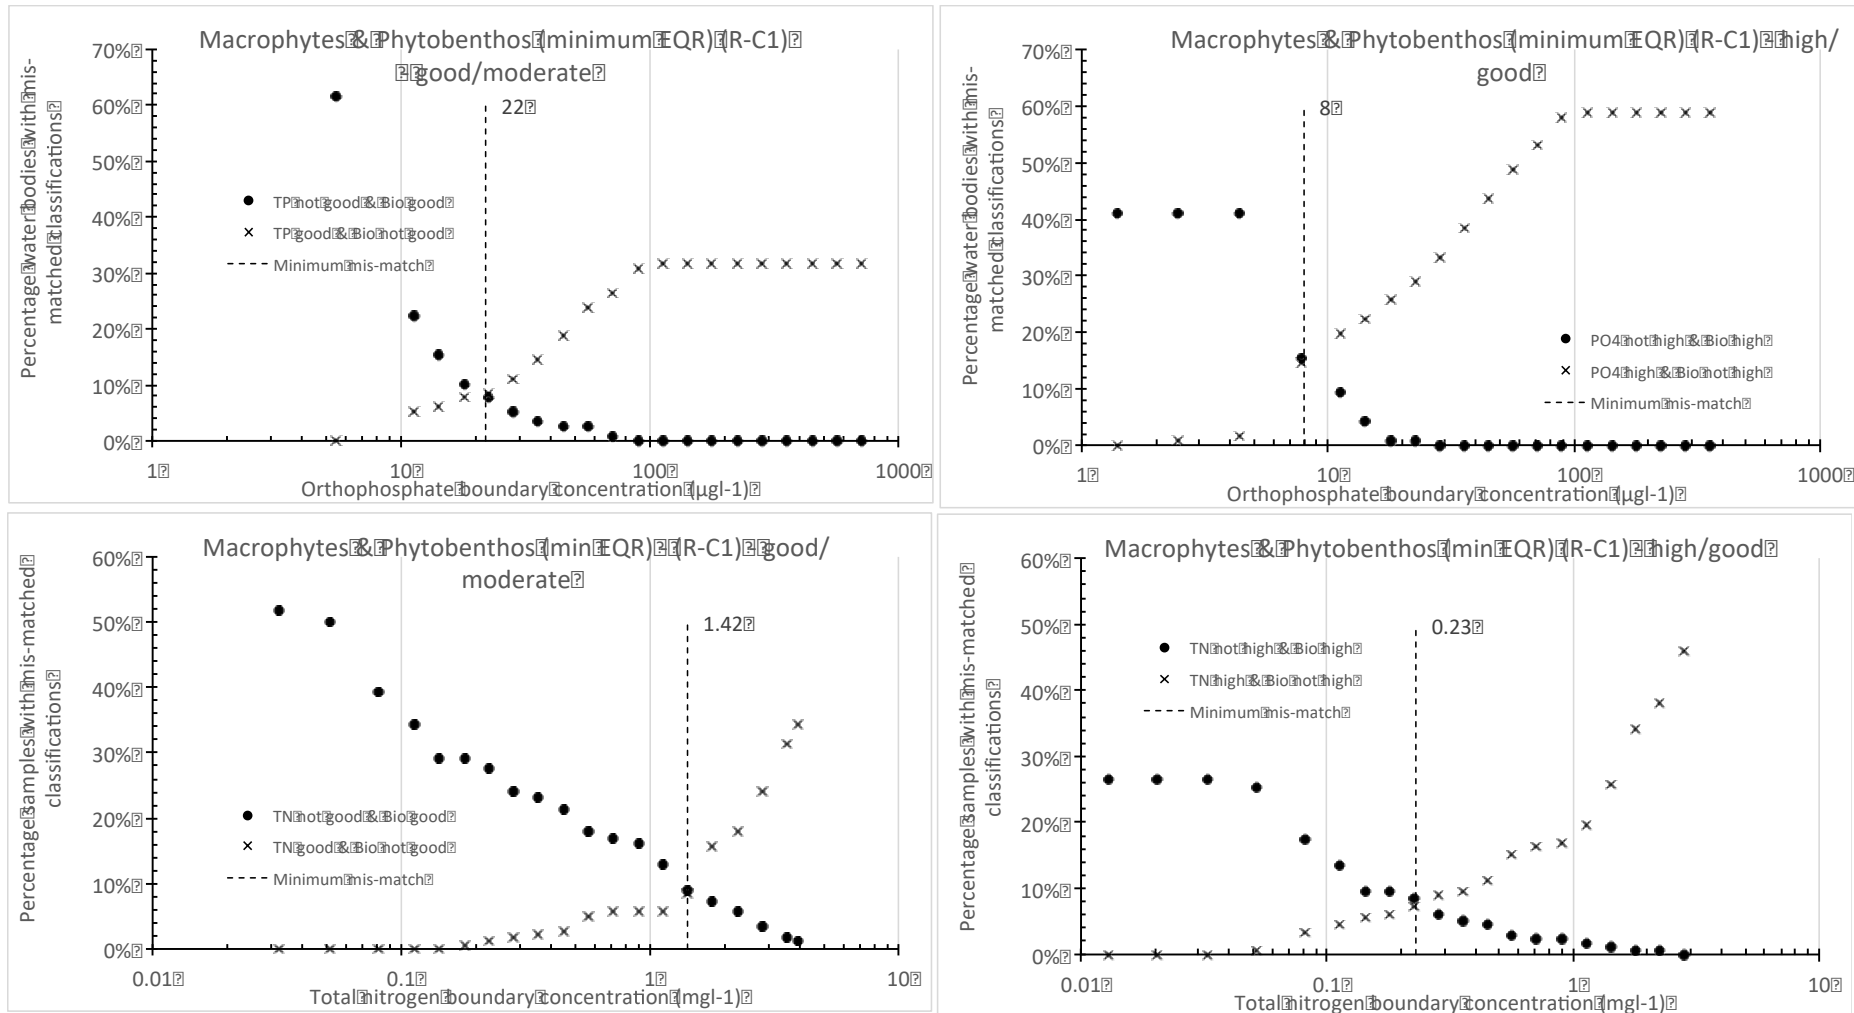 Macrophytes & Phytobenthos (minimum EQR) (R-C1)
- good/moderate
70%
60%
50%
40%
30%
20%
10%
0%
Percentage water bodies with mis-
matched classifications
22
TP not good & Bio good
TP good & Bio not good
Minimum mis-match
1
10
100
1000
Orthophosphate boundary concentration (µgl-1)
Macrophytes & Phytobenthos (minimum EQR) (R-C1) - high/
good
70%
60%
50%
40%
30%
20%
10%
0%
Percentage water bodies with mis-
matched classifications
8
PO4 not high & Bio high
PO4 high & Bio not high
Minimum mis-match
1
10
100
1000
Orthophosphate boundary concentration (µgl-1)
Macrophytes & Phytobenthos (min EQR) (R-C1) - good/
moderate
60%
50%
40%
30%
20%
10%
0%
Percentage samples with mis-matched
classifications
1.42
TN not good & Bio good
TN good & Bio not good
Minimum mis-match
0.01
0.1
1
10
Total nitrogen boundary concentration (mgl-1)
Macrophytes & Phytobenthos (min EQR) (R-C1) - high/good
60%
50%
40%
30%
20%
10%
0%
Percentage samples with mis-matched
classifications
0.23
TN not high & Bio high
TN high & Bio not high
Minimum mis-match
0.01
0.1
1
10
Total nitrogen boundary concentration (mgl-1)